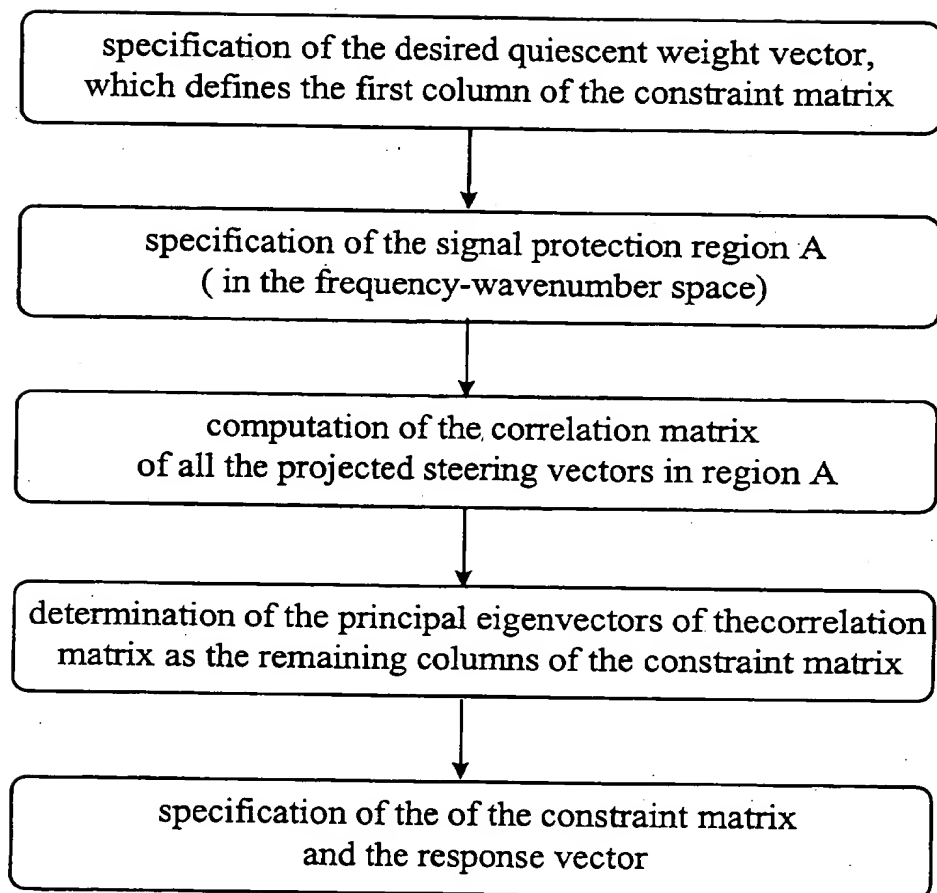 specification of the desired quiescent weight vector,
which defines the first column of the constraint matrix
specification of the signal protection region A
( in the frequency-wavenumber space)
computation of the correlation matrix
of all the projected steering vectors in region A
determination of the principal eigenvectors of thecorrelation
matrix as the remaining columns of the constraint matrix
specification of the of the constraint matrix
and the response vector